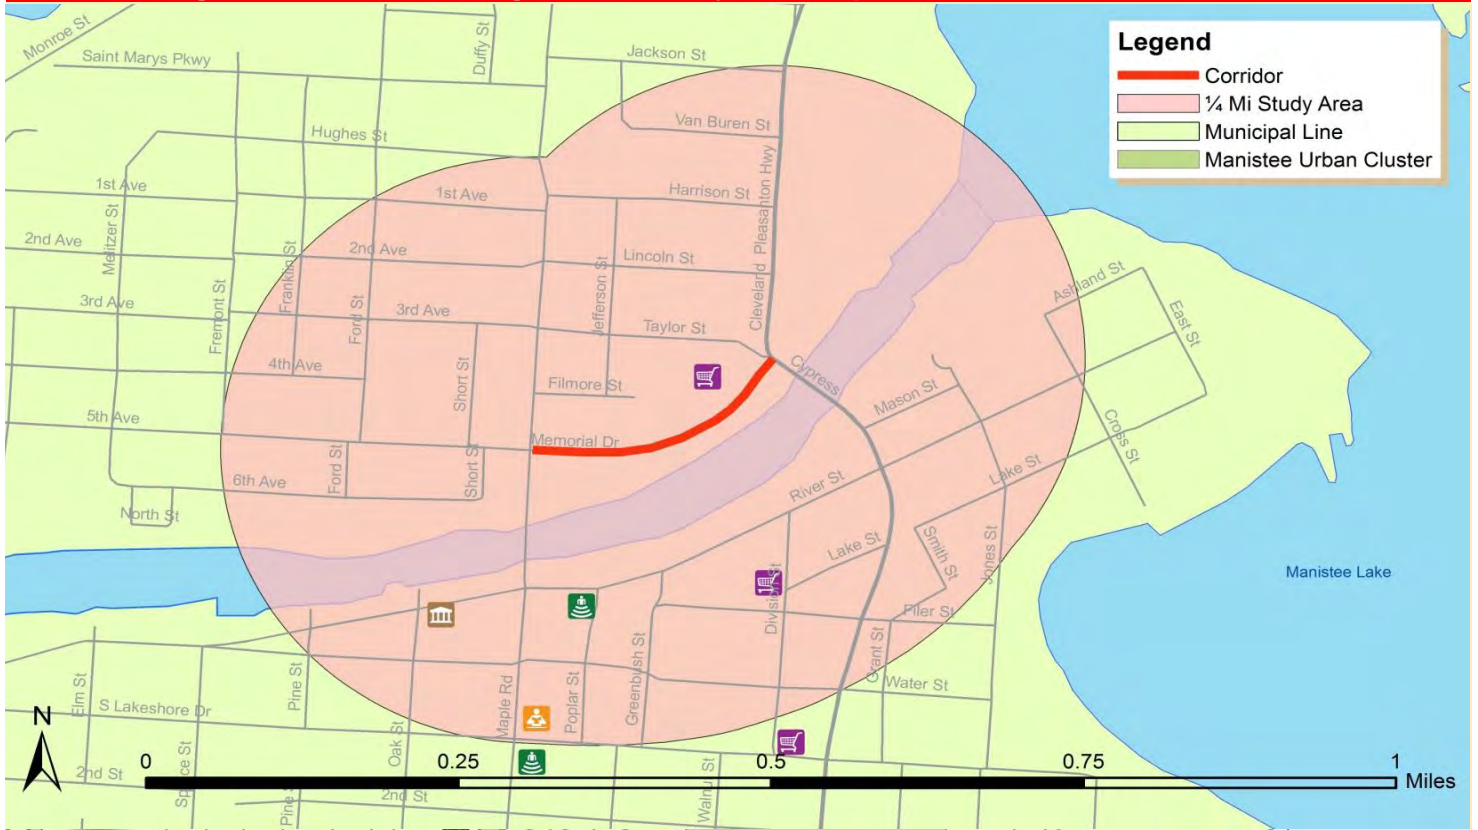 Monroe St
Saint Marys Pkwy
Duffy St
Jackson St
Legend
Corridor
¼ Mi Study Area
Municipal Line
Manistee Urban Cluster
Hughes St
Van Buren St
1st Ave
1st Ave
Harrison St
Cleveland Pleasanton Hwy
Melitzer St
2nd Ave
2nd Ave
Lincoln St
Franklin St
Fremont St
Ford St
Jefferson St
3rd Ave
3rd Ave
Taylor St
Ashland St
East St
4th Ave
Short St
Filmore St
Cypress
Mason St
5th Ave
Memorial Dr
Cross St
Ford St
Short St
6th Ave
River St
Lake St
North St
Lake St
Smith St
Jones St
Manistee Lake
Division St
Piler St
Greenbush St
Grant St
Water St
Elm St
Pine St
Maple Rd
Poplar St
S Lakeshore Dr
Oak St
N
0 0.25 0.5 0.75 1
Miles
2nd St
2nd St
Pine S